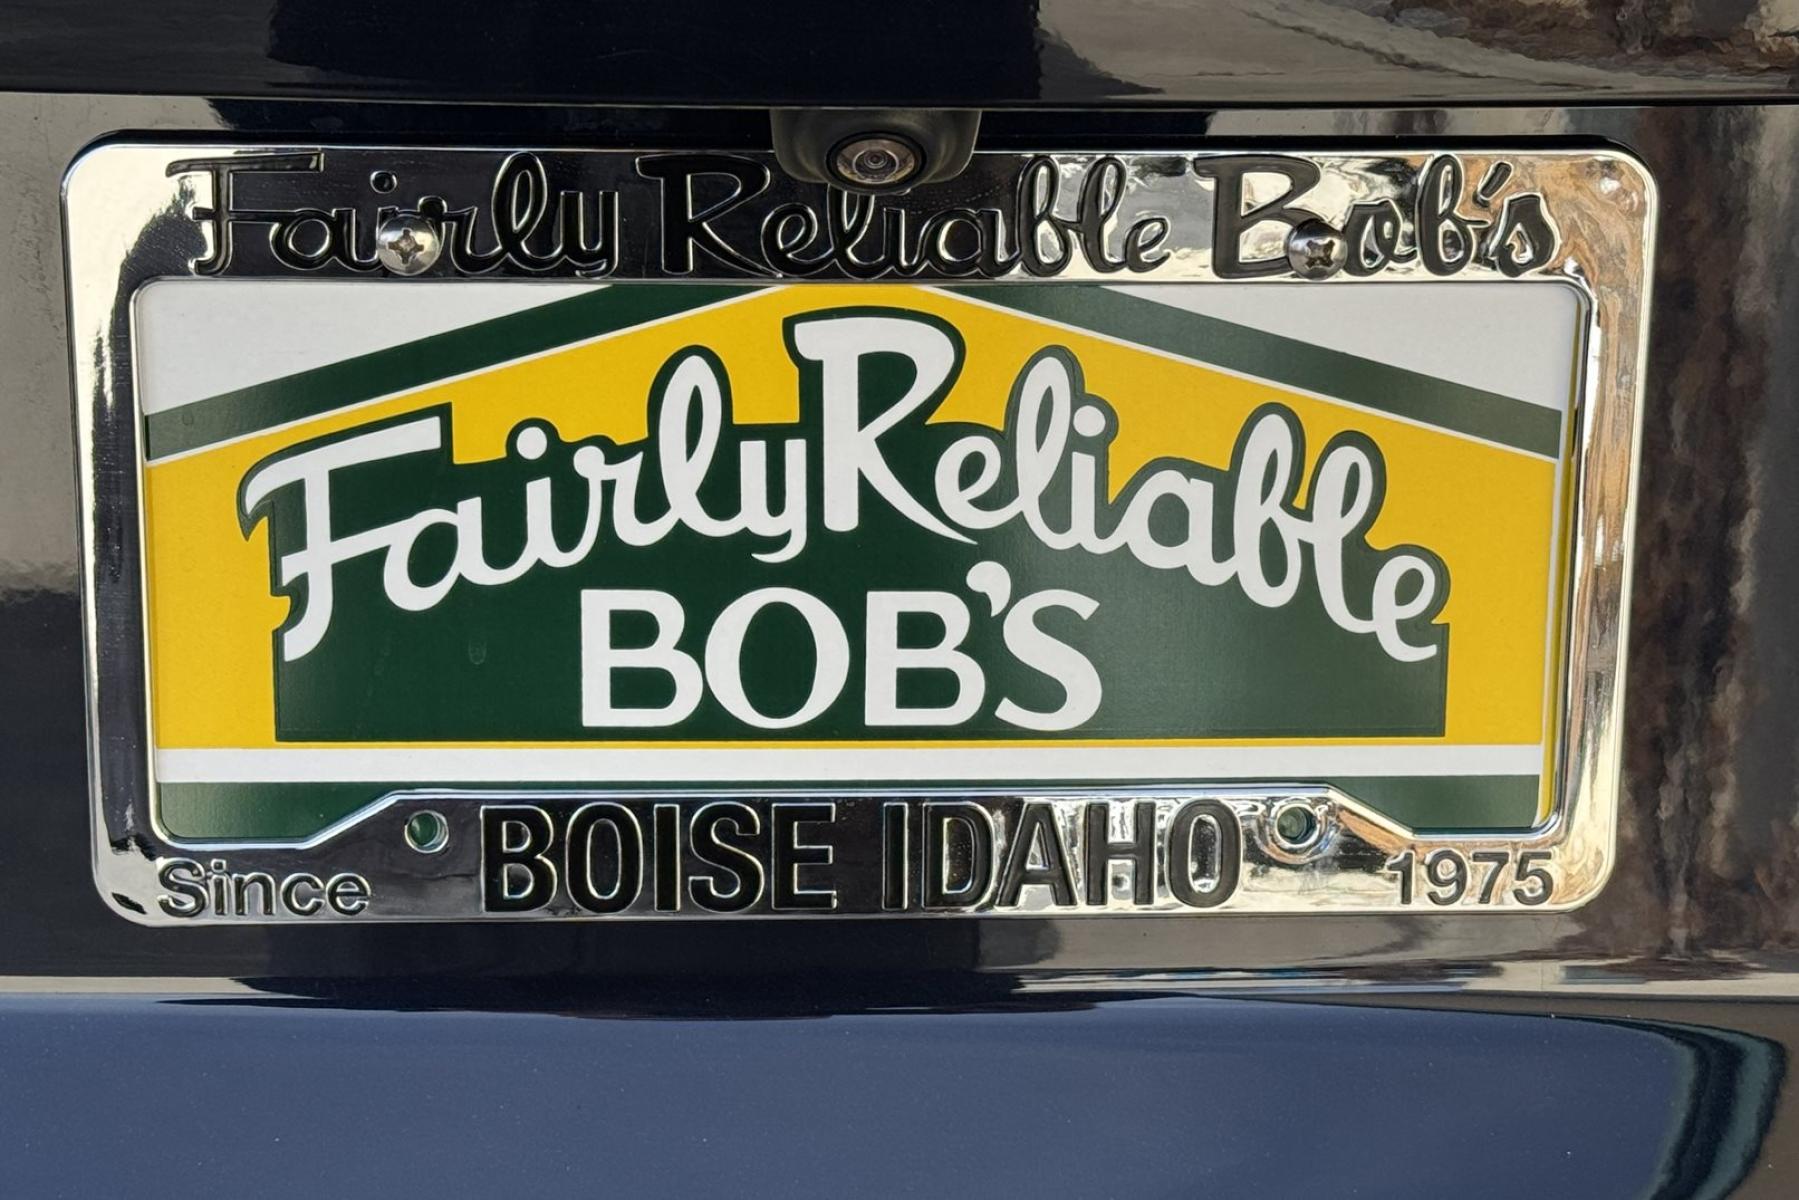 Fairly Reliable Bob's
Fairly Reliable
BOB'S
BOISE IDAHO
Since 1975